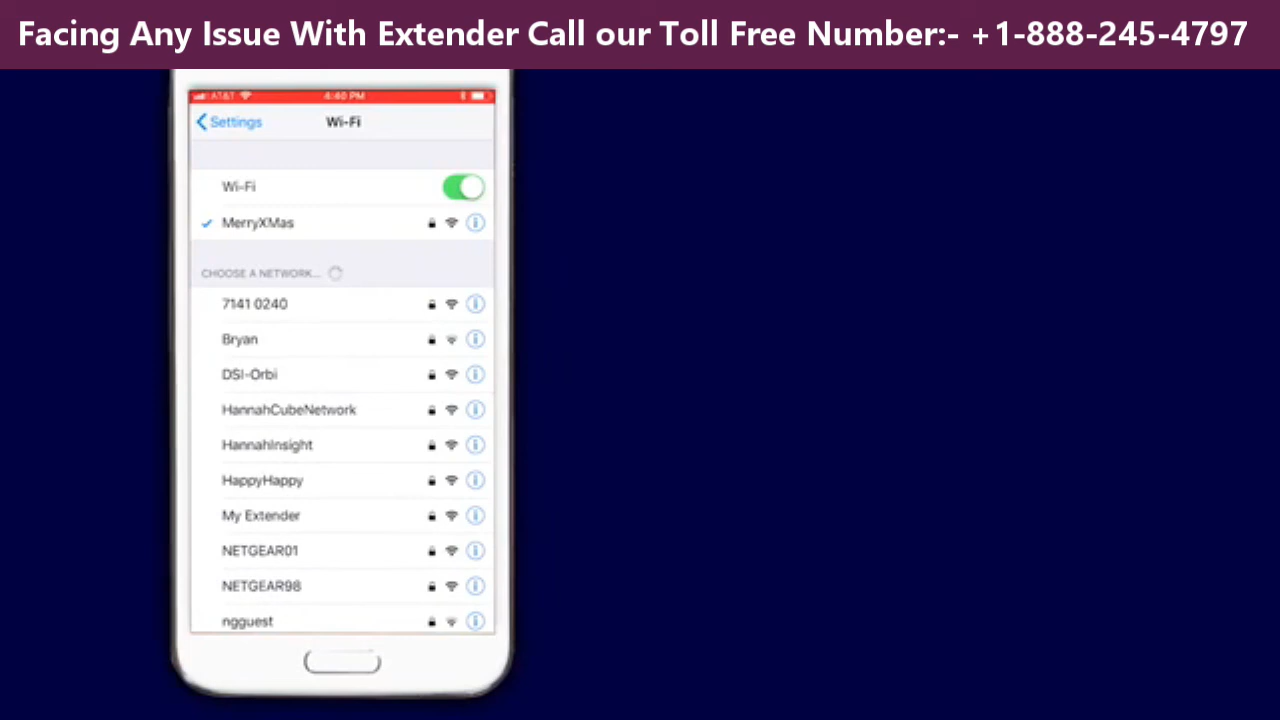 Facing Any Issue With Extender Call our Toll Free Number:- +1-888-245-4797
AT&T 4:40 PM
Settings Wi-Fi
Wi-Fi
MerryXMas
CHOOSE A NETWORK...
7141 0240
Bryan
DSI-Orbi
HannahCubeNetwork
HannahInsight
HappyHappy
My Extender
NETGEAR01
NETGEAR98
ngguest